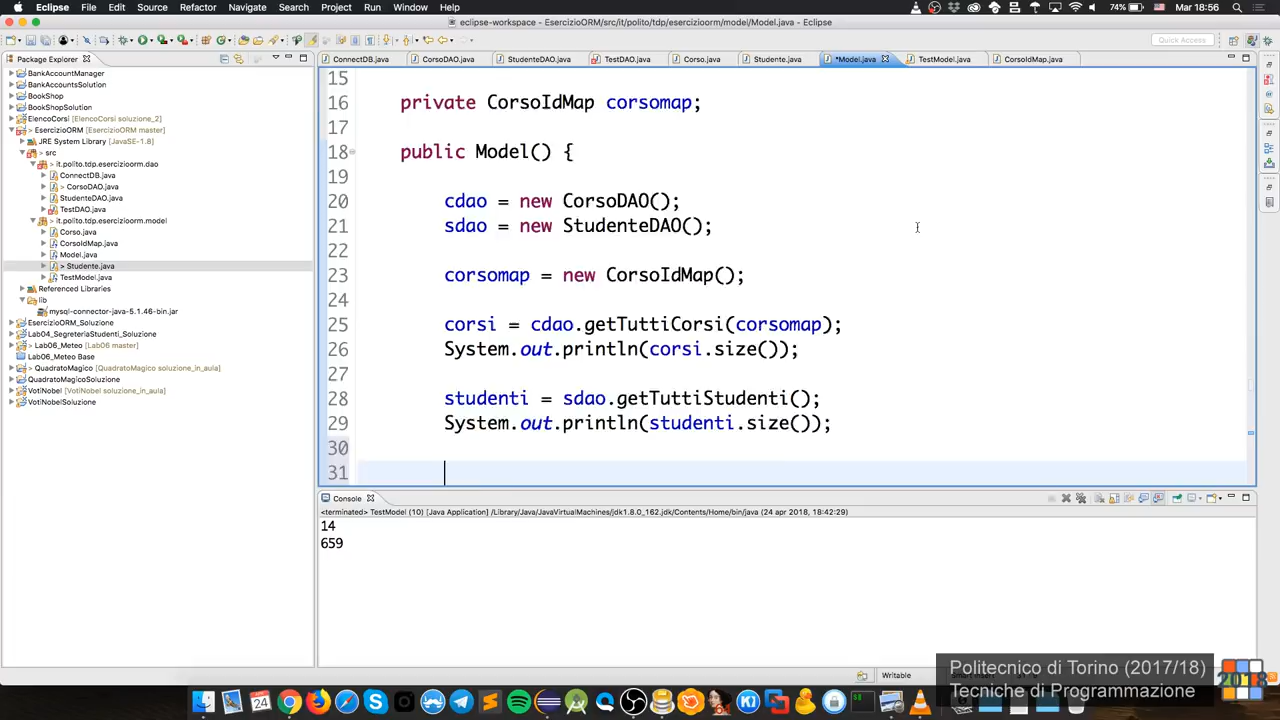 Eclipse File Edit Source Refactor Navigate Search Project Run Window Help
74% Mar 18:56
eclipse-workspace - EsercizioORM/src/it/polito/tdp/esercizioorm/model/Model.java - Eclipse
Quick Access
Package Explorer
ConnectDB.java CorsoDAO.java StudenteDAO.java TestDAO.java Corso.java Studente.java *Model.java TestModel.java CorsoIdMap.java
BankAccountManager
BankAccountsSolution
BookShop
BookShopSolution
ElencoCorsi [ElencoCorsi soluzione_2]
> EsercizioORM [EsercizioORM master]
JRE System Library [JavaSE-1.8]
> src
> it.polito.tdp.esercizioorm.dao
ConnectDB.java
> CorsoDAO.java
StudenteDAO.java
TestDAO.java
> it.polito.tdp.esercizioorm.model
Corso.java
CorsoIdMap.java
Model.java
> Studente.java
TestModel.java
Referenced Libraries
lib
mysql-connector-java-5.1.46-bin.jar
EsercizioORM_Soluzione
Lab04_SegreteriaStudenti_Soluzione
> Lab06_Meteo [Lab06 master]
Lab06_Meteo Base
> QuadratoMagico [QuadratoMagico soluzione_in_aula]
QuadratoMagicoSoluzione
VotiNobel [VotiNobel soluzione_in_aula]
VotiNobelSoluzione
15
16 private CorsoIdMap corsomap;
17
18 public Model() {
19
20 cdao = new CorsoDAO();
21 sdao = new StudenteDAO();
22
23 corsomap = new CorsoIdMap();
24
25 corsi = cdao.getTuttiCorsi(corsomap);
26 System.out.println(corsi.size());
27
28 studenti = sdao.getTuttiStudenti();
29 System.out.println(studenti.size());
30
31
Console
<terminated> TestModel (10) [Java Application] /Library/Java/JavaVirtualMachines/jdk1.8.0_162.jdk/Contents/Home/bin/java (24 apr 2018, 18:42:29)
14
659
Writable
Politecnico di Torino (2017/18)
Tecniche di Programmazione
2018